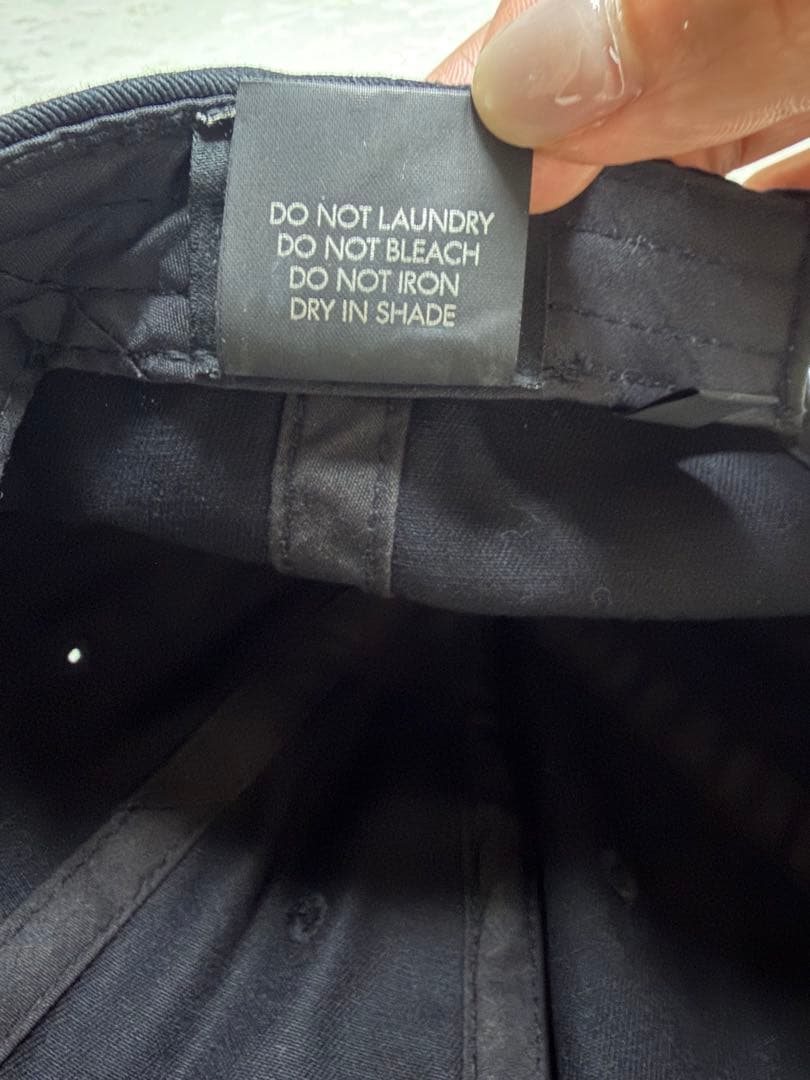 DO NOT LAUNDRY
DO NOT BLEACH
DO NOT IRON
DRY IN SHADE